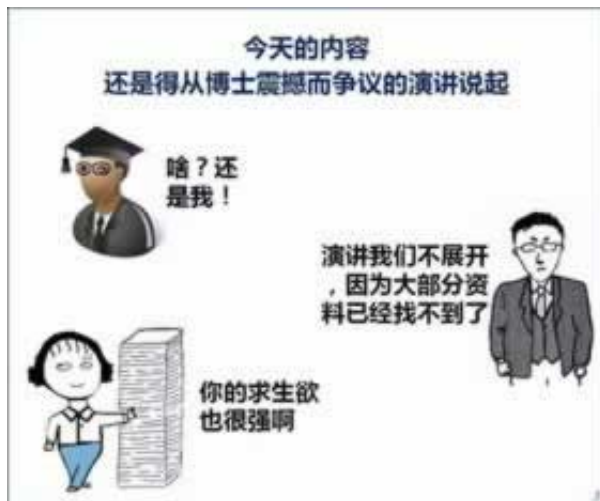 今天的内容
还是得从博士震撼而争议的演讲说起
啥？还
是我！
演讲我们不展开
，因为大部分资
料已经找不到了
你的求生欲
也很强啊